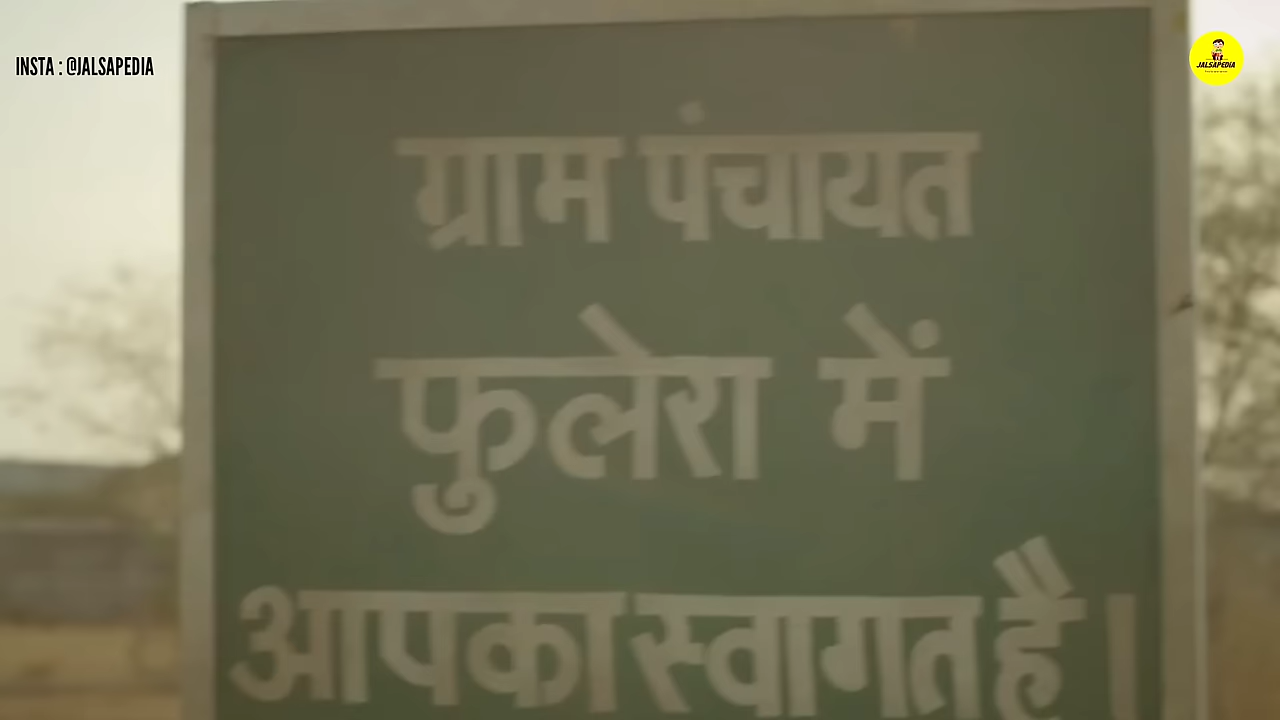 INSTA : @JALSAPEDIA
JALSAPEDIA
ग्राम पंचायत
फुलेरा में
आपका स्वागत है।